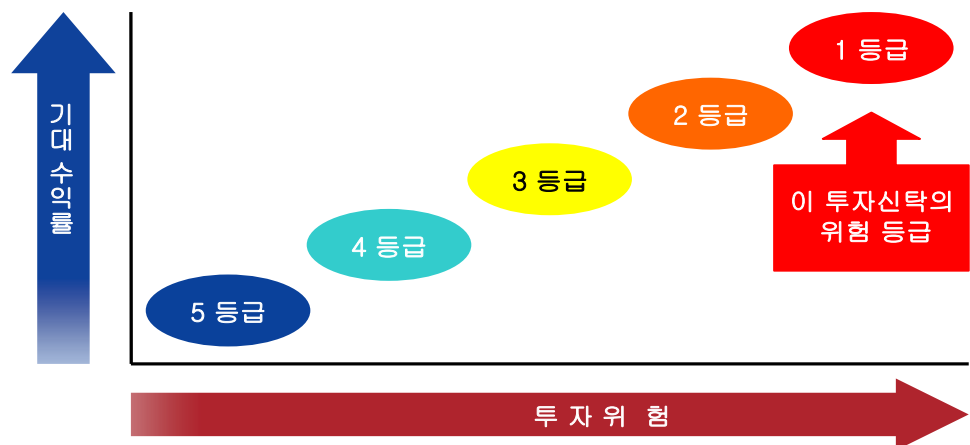 기대 수익률
1 등급
2 등급
3 등급
4 등급
5 등급
이 투자신탁의
위험 등급
투 자 위 험